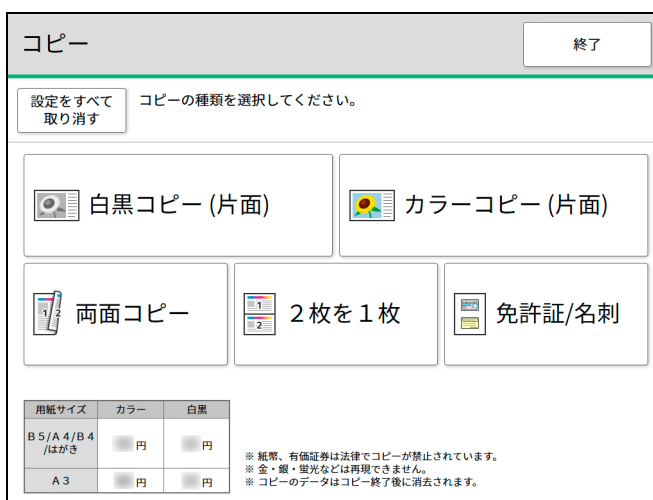 コピー
終了
設定をすべて
取り消す
コピーの種類を選択してください。
白黒コピー (片面)
カラーコピー (片面)
両面コピー
２枚を１枚
免許証/名刺
用紙サイズ カラー 白黒
Ｂ５/Ａ４/Ｂ４
/はがき
円 円
Ａ３ 円 円
※ 紙幣、有価証券は法律でコピーが禁止されています。
※ 金・銀・蛍光などは再現できません。
※ コピーのデータはコピー終了後に消去されます。